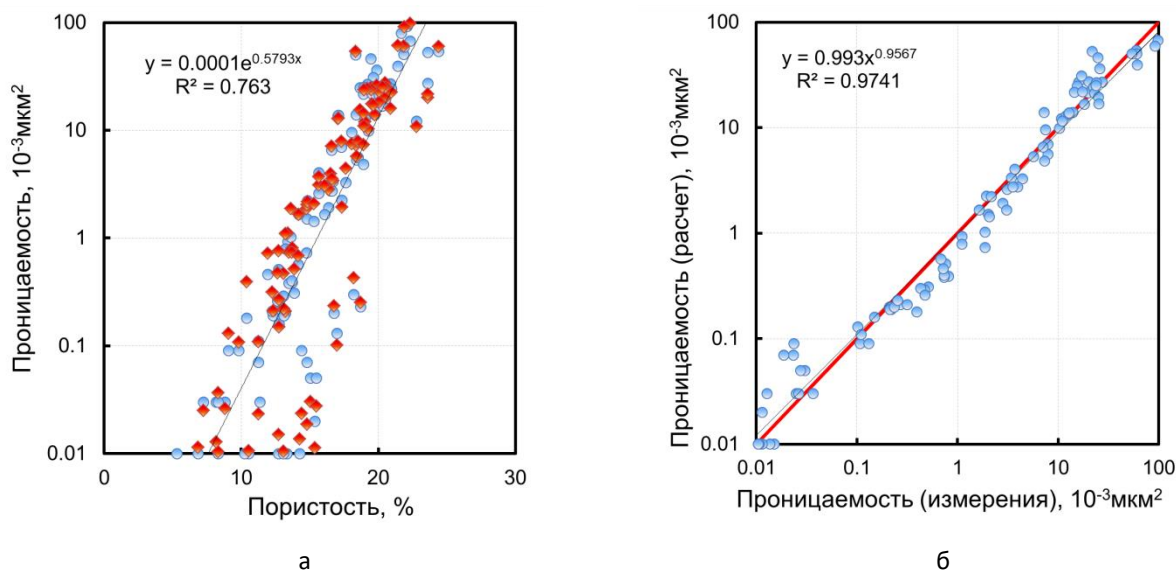 100
10
1
0.1
0.01
0
10
20
30
Проницаемость, 10⁻³мкм²
y = 0.0001e^0.5793x
R² = 0.763
Пористость, %
а
100
10
1
0.1
0.01
0.01
0.1
1
10
100
Проницаемость (расчет), 10⁻³мкм²
y = 0.993x^0.9567
R² = 0.9741
Проницаемость (измерения), 10⁻³мкм²
б